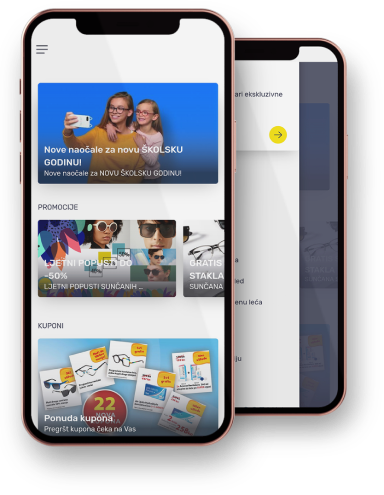 Nove naočale za novu ŠKOLSKU
GODINU!
Nove naočale za NOVU ŠKOLSKU GODINU!
PROMOCIJE
LJETNI POPUSTI DO
-50%
LJETNI POPUSTI SUNČANIH ...
GRATIS
STAKLA
SUNČANA
KUPONI
22
Ponuda kupona
Pregršt kupona čeka na Vas
ari ekskluzivne
a
led
enu leća
ju